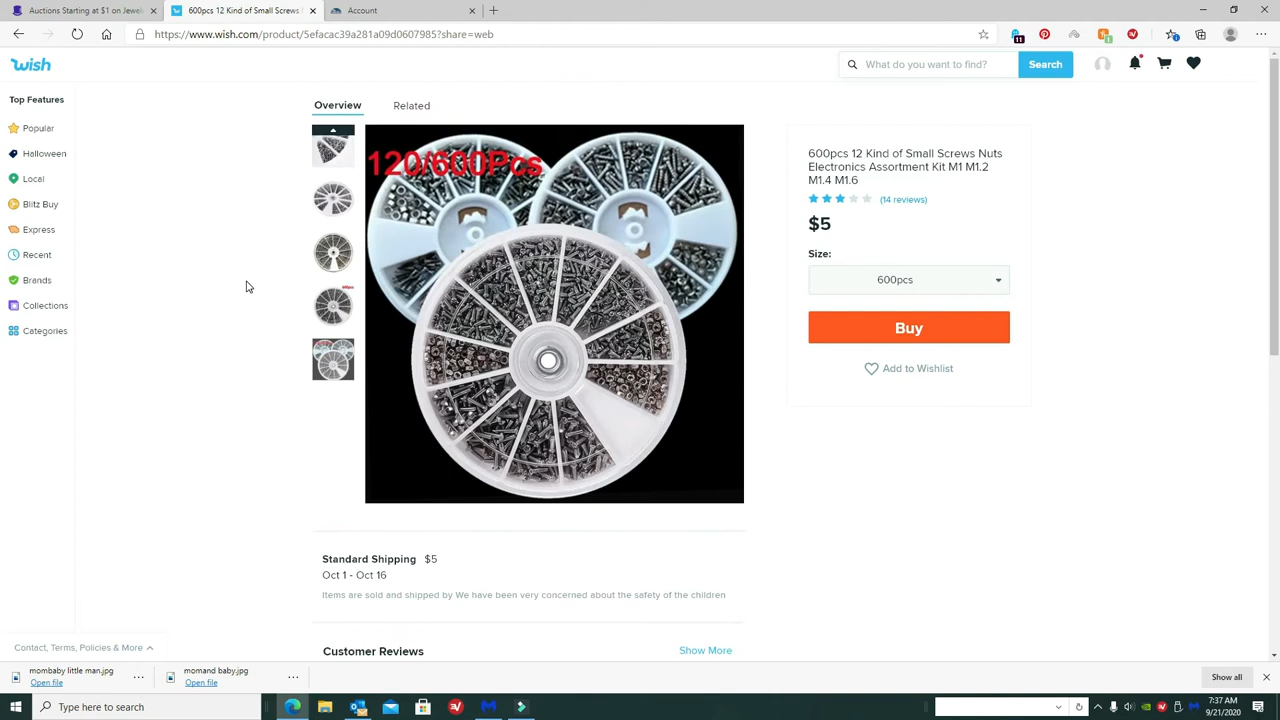 Auctions Starting at $1 on Jewel
600pcs 12 Kind of Small Screws
Account
https://www.wish.com/product/5efacac39a281a09d0607985?share=web
11
1
wish
What do you want to find?
Search
Top Features
Popular
Halloween
Local
Blitz Buy
Express
Recent
Brands
Collections
Categories
Overview
Related
120/600Pcs
600pcs 12 Kind of Small Screws Nuts
Electronics Assortment Kit M1 M1.2
M1.4 M1.6
(14 reviews)
$5
Size:
600pcs
Buy
Add to Wishlist
Standard Shipping $5
Oct 1 - Oct 16
Items are sold and shipped by We have been very concerned about the safety of the children
Customer Reviews
Show More
Contact, Terms, Policies & More
mombaby little man.jpg
Open file
momand baby.jpg
Open file
Show all
Type here to search
7:37 AM
9/21/2020